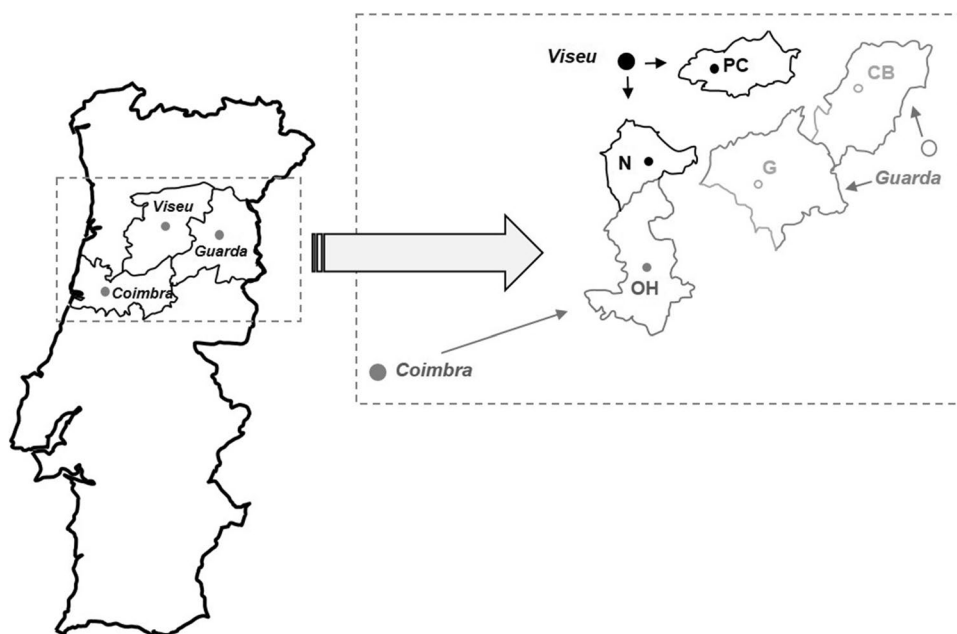 Viseu
Guarda
Coimbra
Viseu
PC
CB
N
G
Guarda
OH
Coimbra